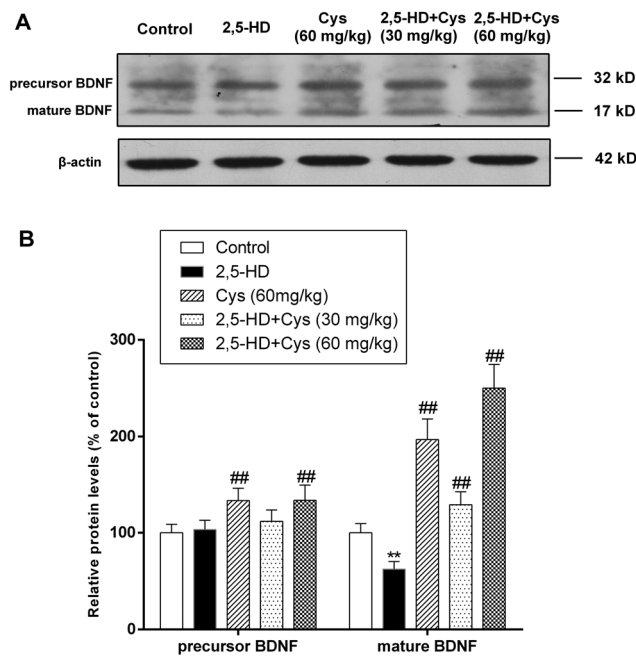 A
Control
2,5-HD
Cys
(60 mg/kg)
2,5-HD+Cys
(30 mg/kg)
2,5-HD+Cys
(60 mg/kg)
precursor BDNF
32 kD
mature BDNF
17 kD
β-actin
42 kD
B
Control
2,5-HD
Cys (60mg/kg)
2,5-HD+Cys (30 mg/kg)
2,5-HD+Cys (60 mg/kg)
Relative protein levels (% of control)
300
200
100
0
##
##
**
##
##
##
precursor BDNF
mature BDNF